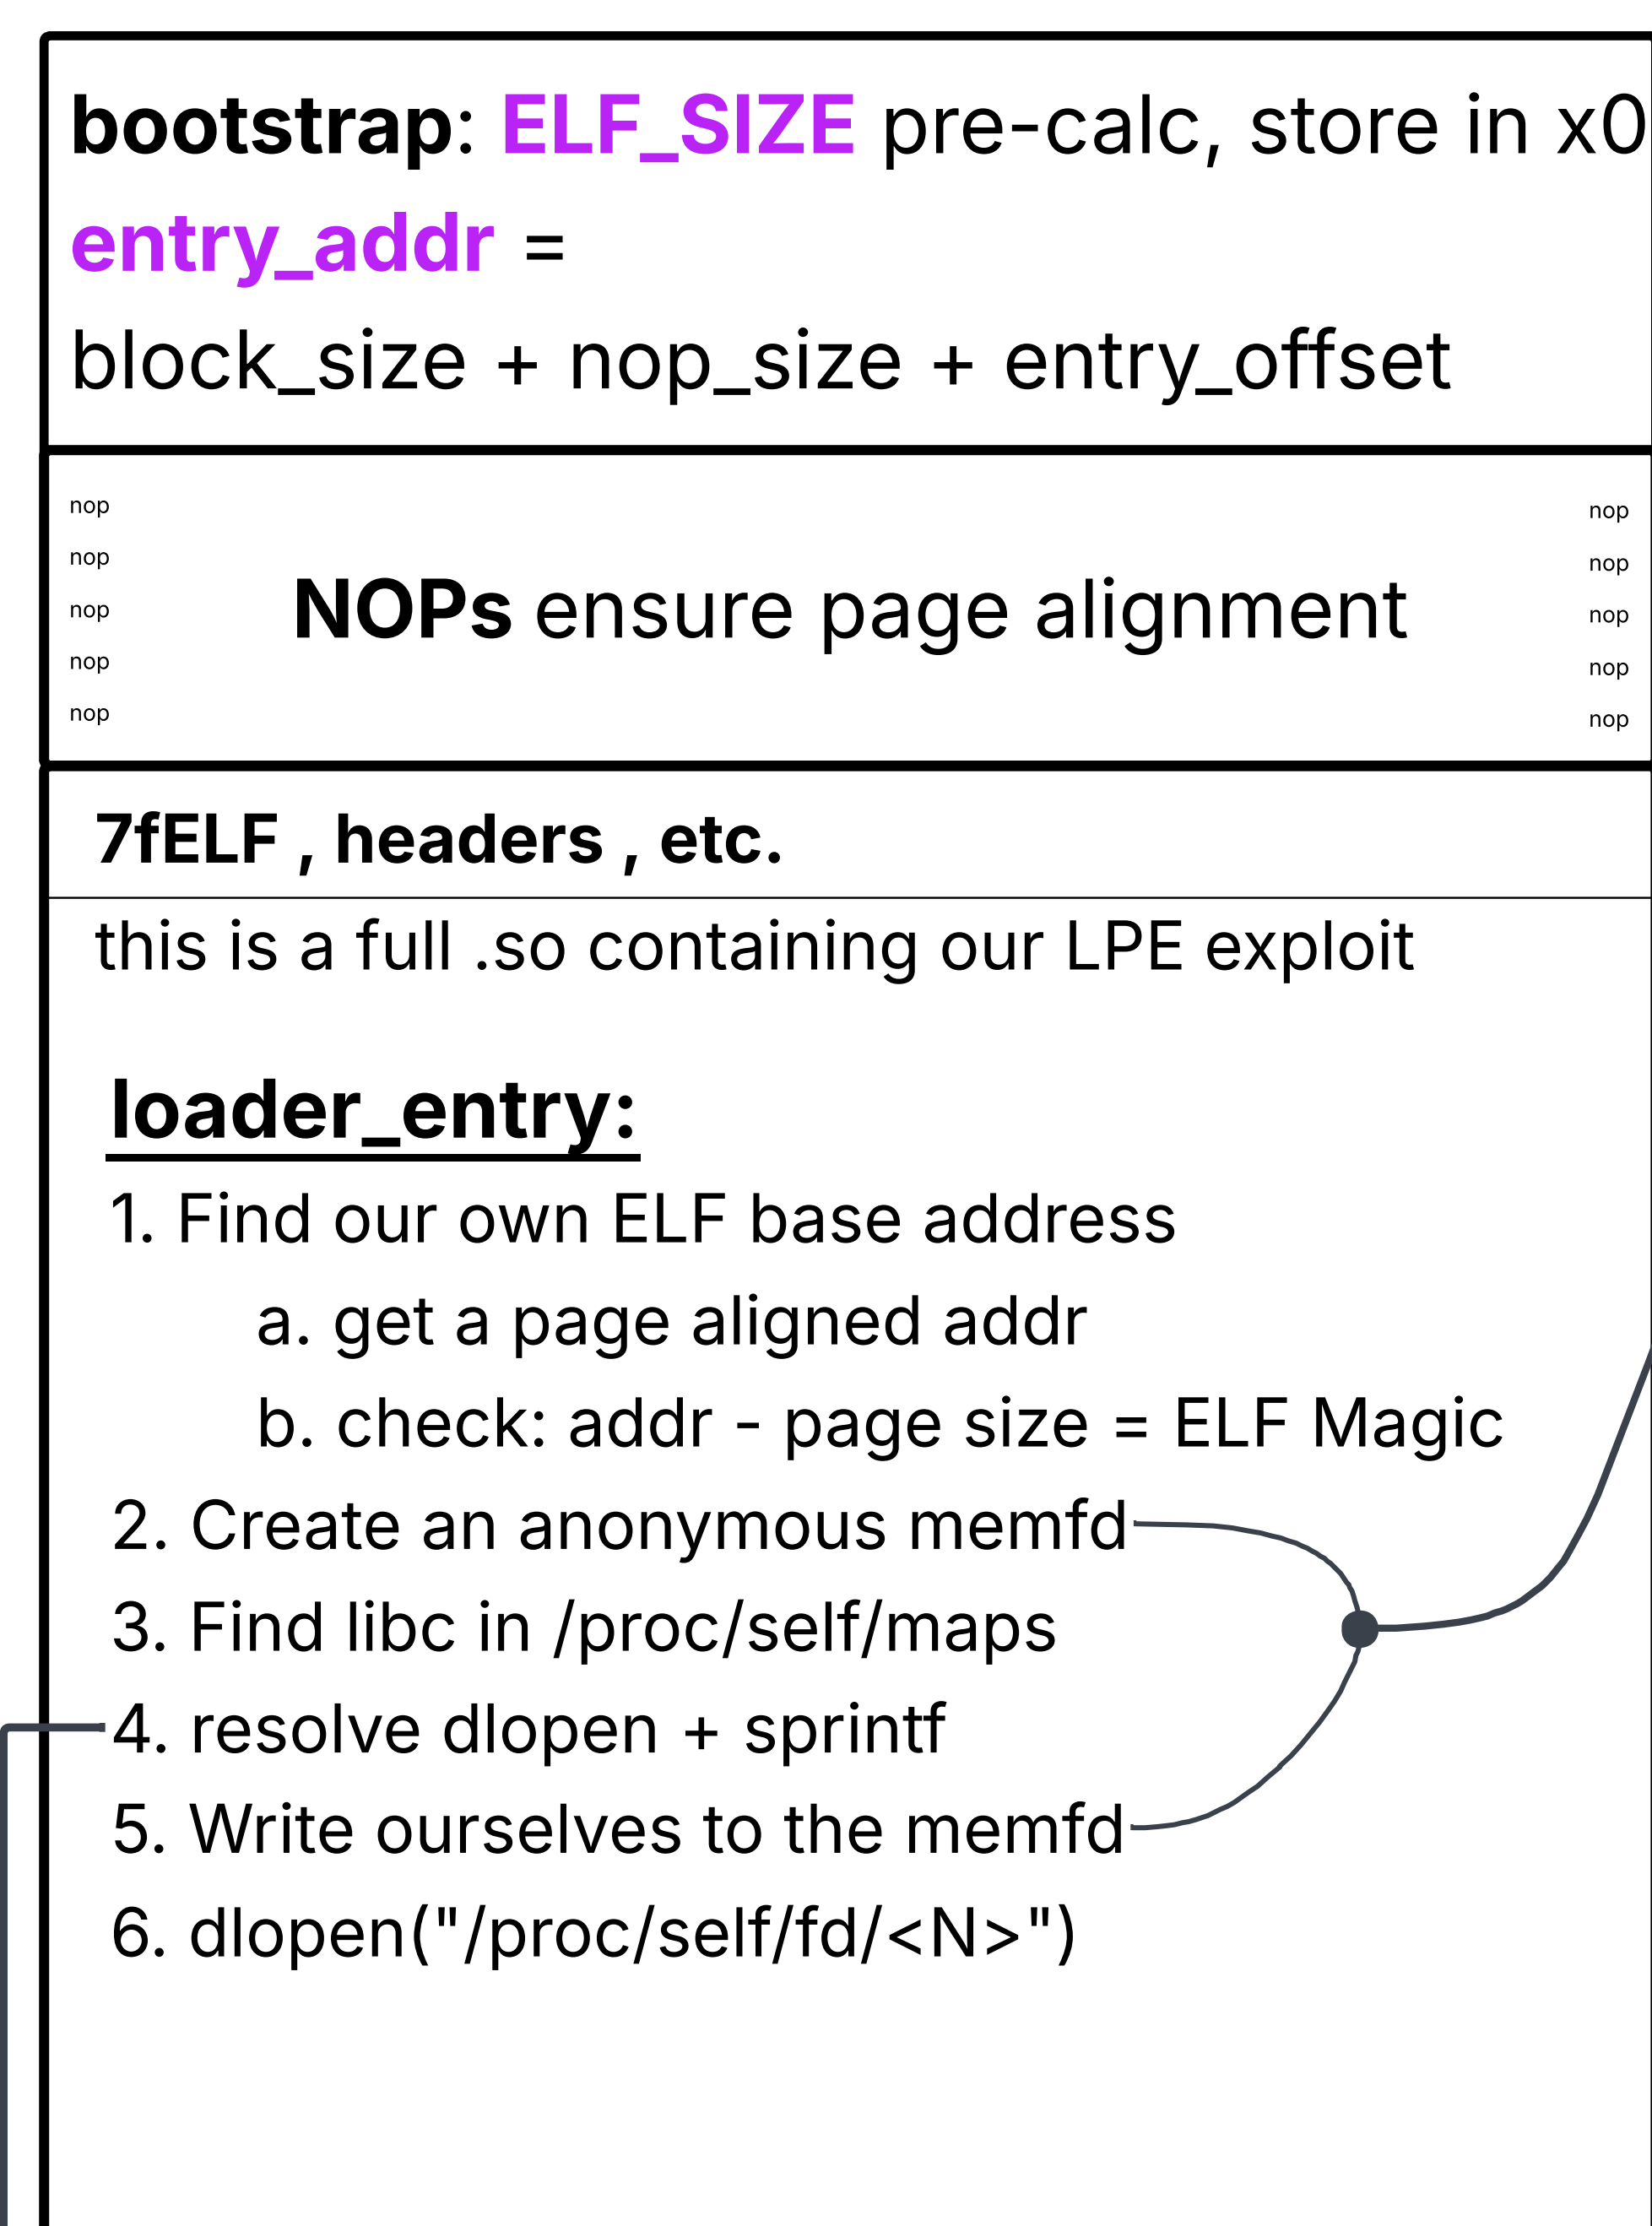 bootstrap: ELF_SIZE pre-calc, store in x0
entry_addr =
block_size + nop_size + entry_offset
nop
nop
nop
nop
nop
NOPs ensure page alignment
nop
nop
nop
nop
nop
7fELF , headers , etc.
this is a full .so containing our LPE exploit
loader_entry:
1. Find our own ELF base address
a. get a page aligned addr
b. check: addr - page size = ELF Magic
2. Create an anonymous memfd
3. Find libc in /proc/self/maps
4. resolve dlopen + sprintf
5. Write ourselves to the memfd
6. dlopen("/proc/self/fd/<N>")